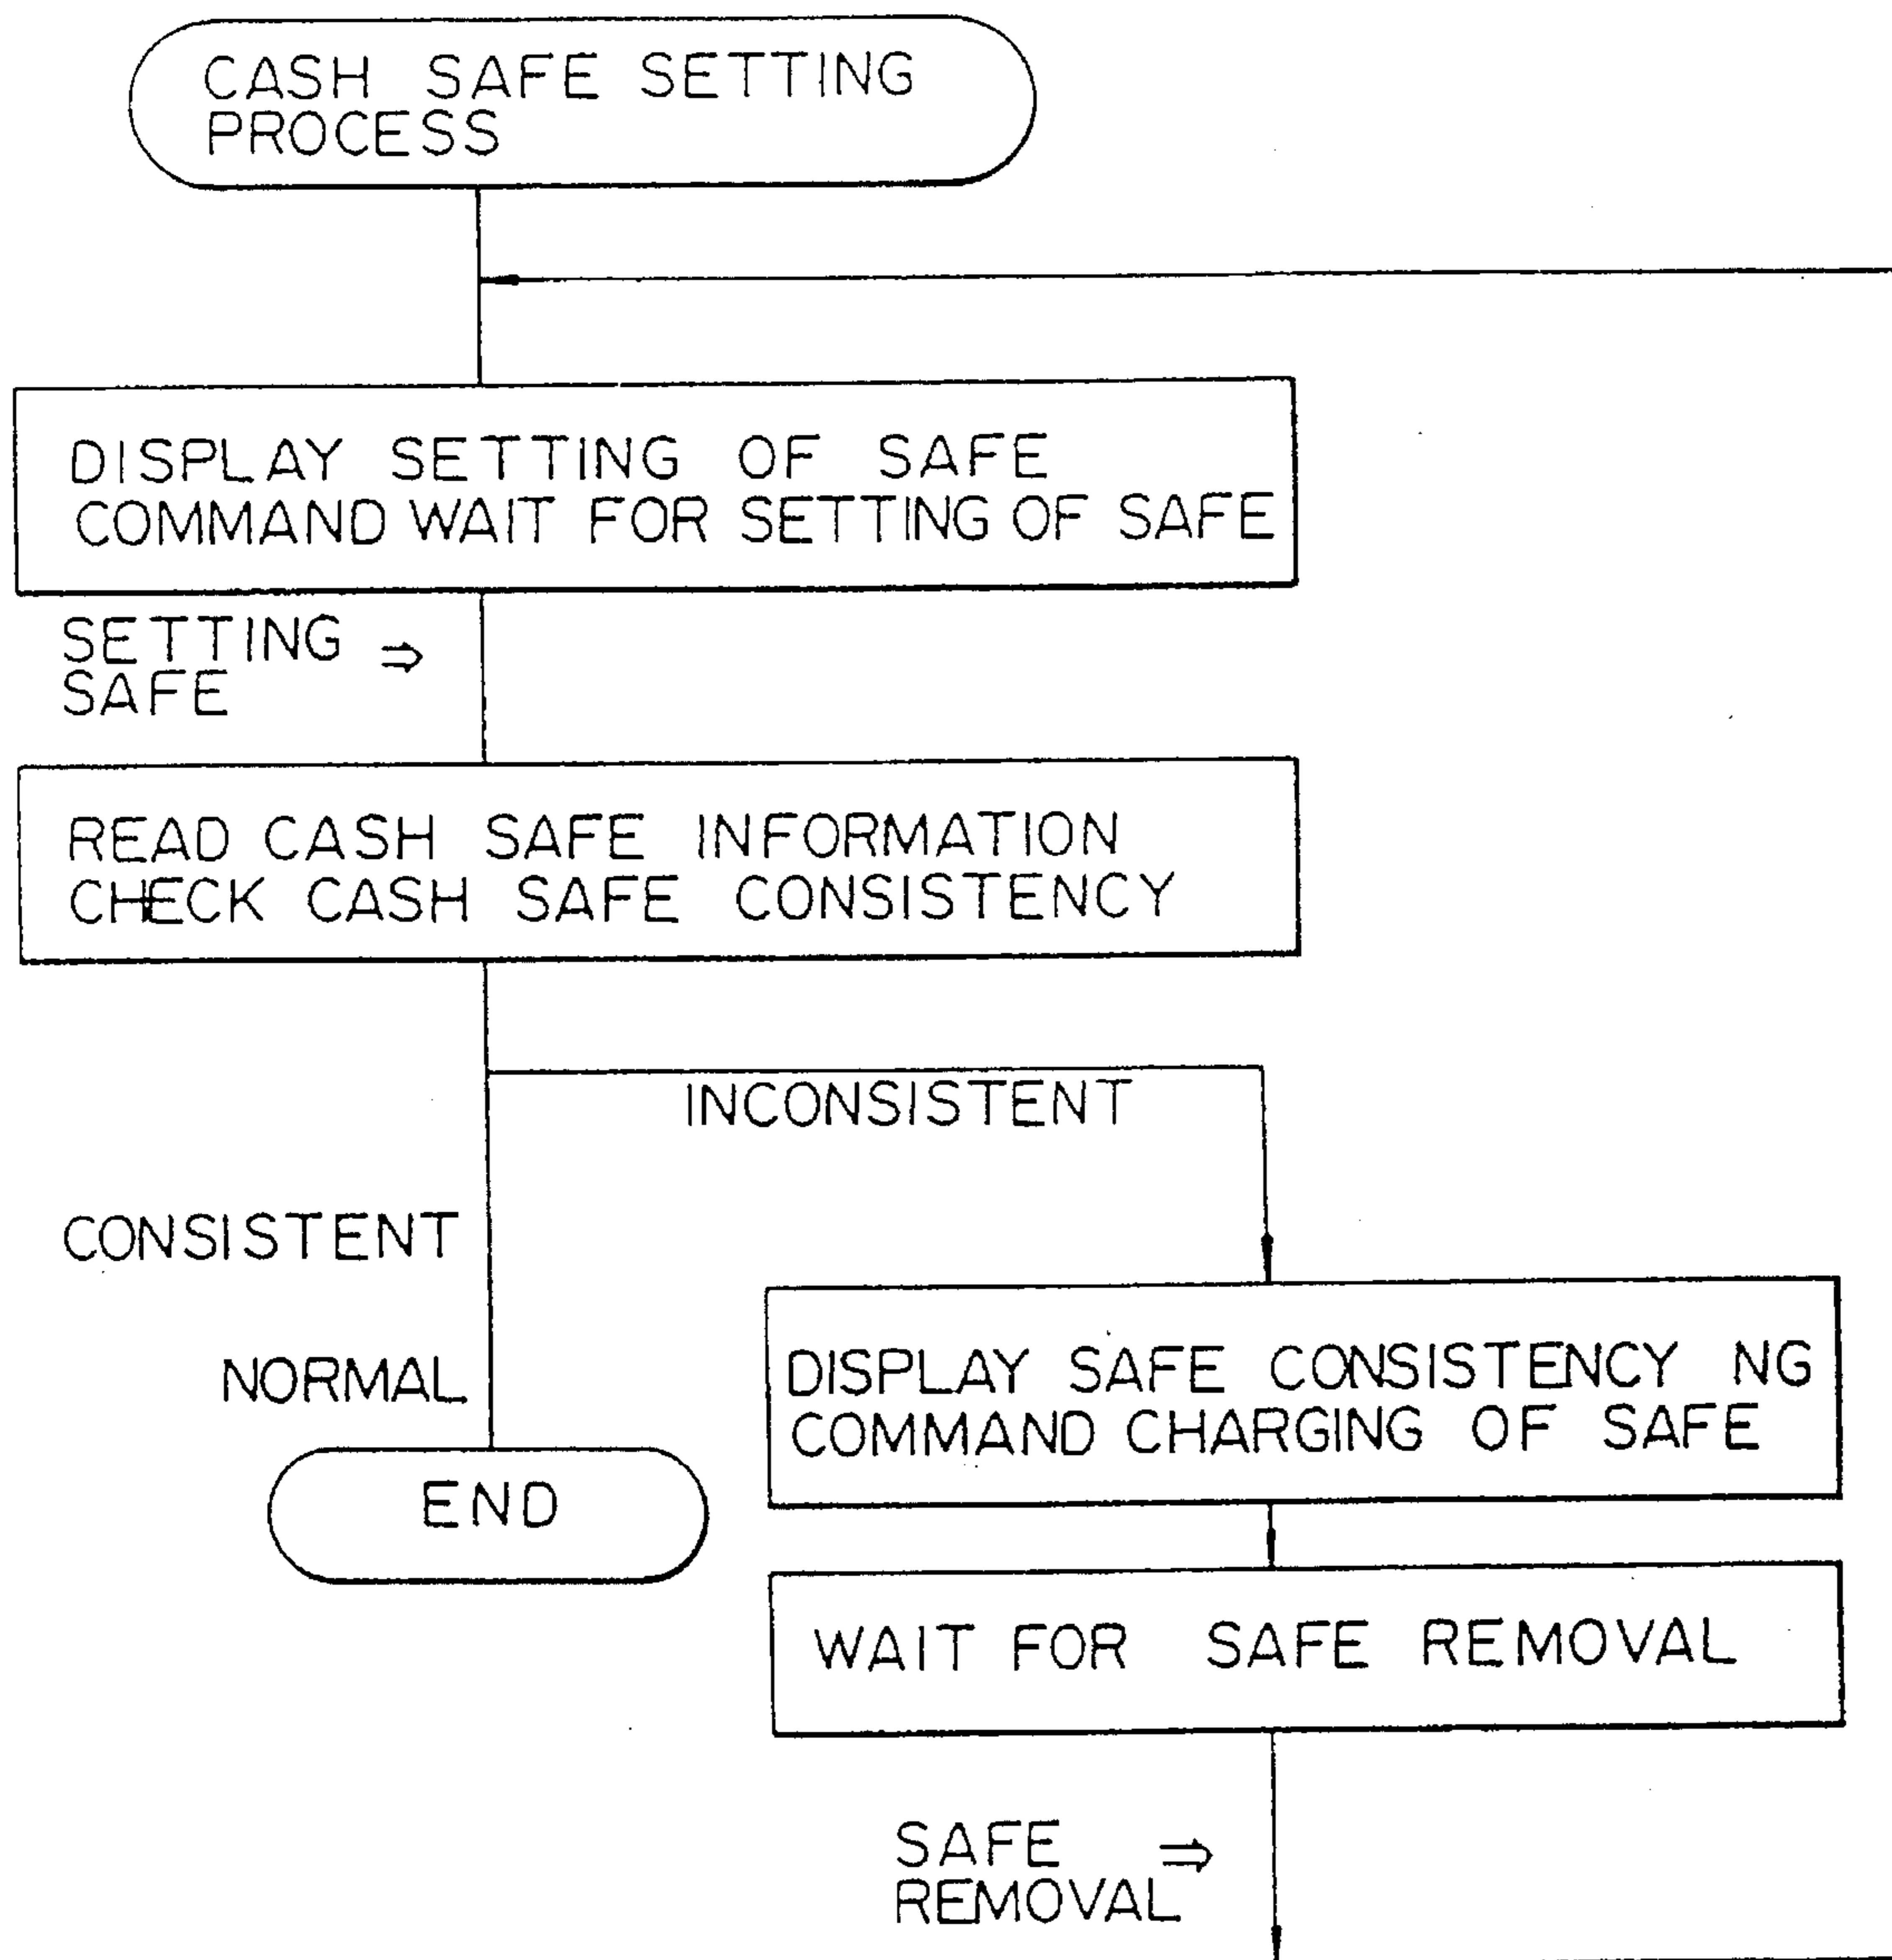 CASH SAFE SETTING
PROCESS
DISPLAY SETTING OF SAFE
COMMAND WAIT FOR SETTING OF SAFE
SETTING ⇒
SAFE
READ CASH SAFE INFORMATION
CHECK CASH SAFE CONSISTENCY
INCONSISTENT
CONSISTENT
NORMAL
END
DISPLAY SAFE CONSISTENCY NG
COMMAND CHARGING OF SAFE
WAIT FOR SAFE REMOVAL
SAFE ⇒
REMOVAL